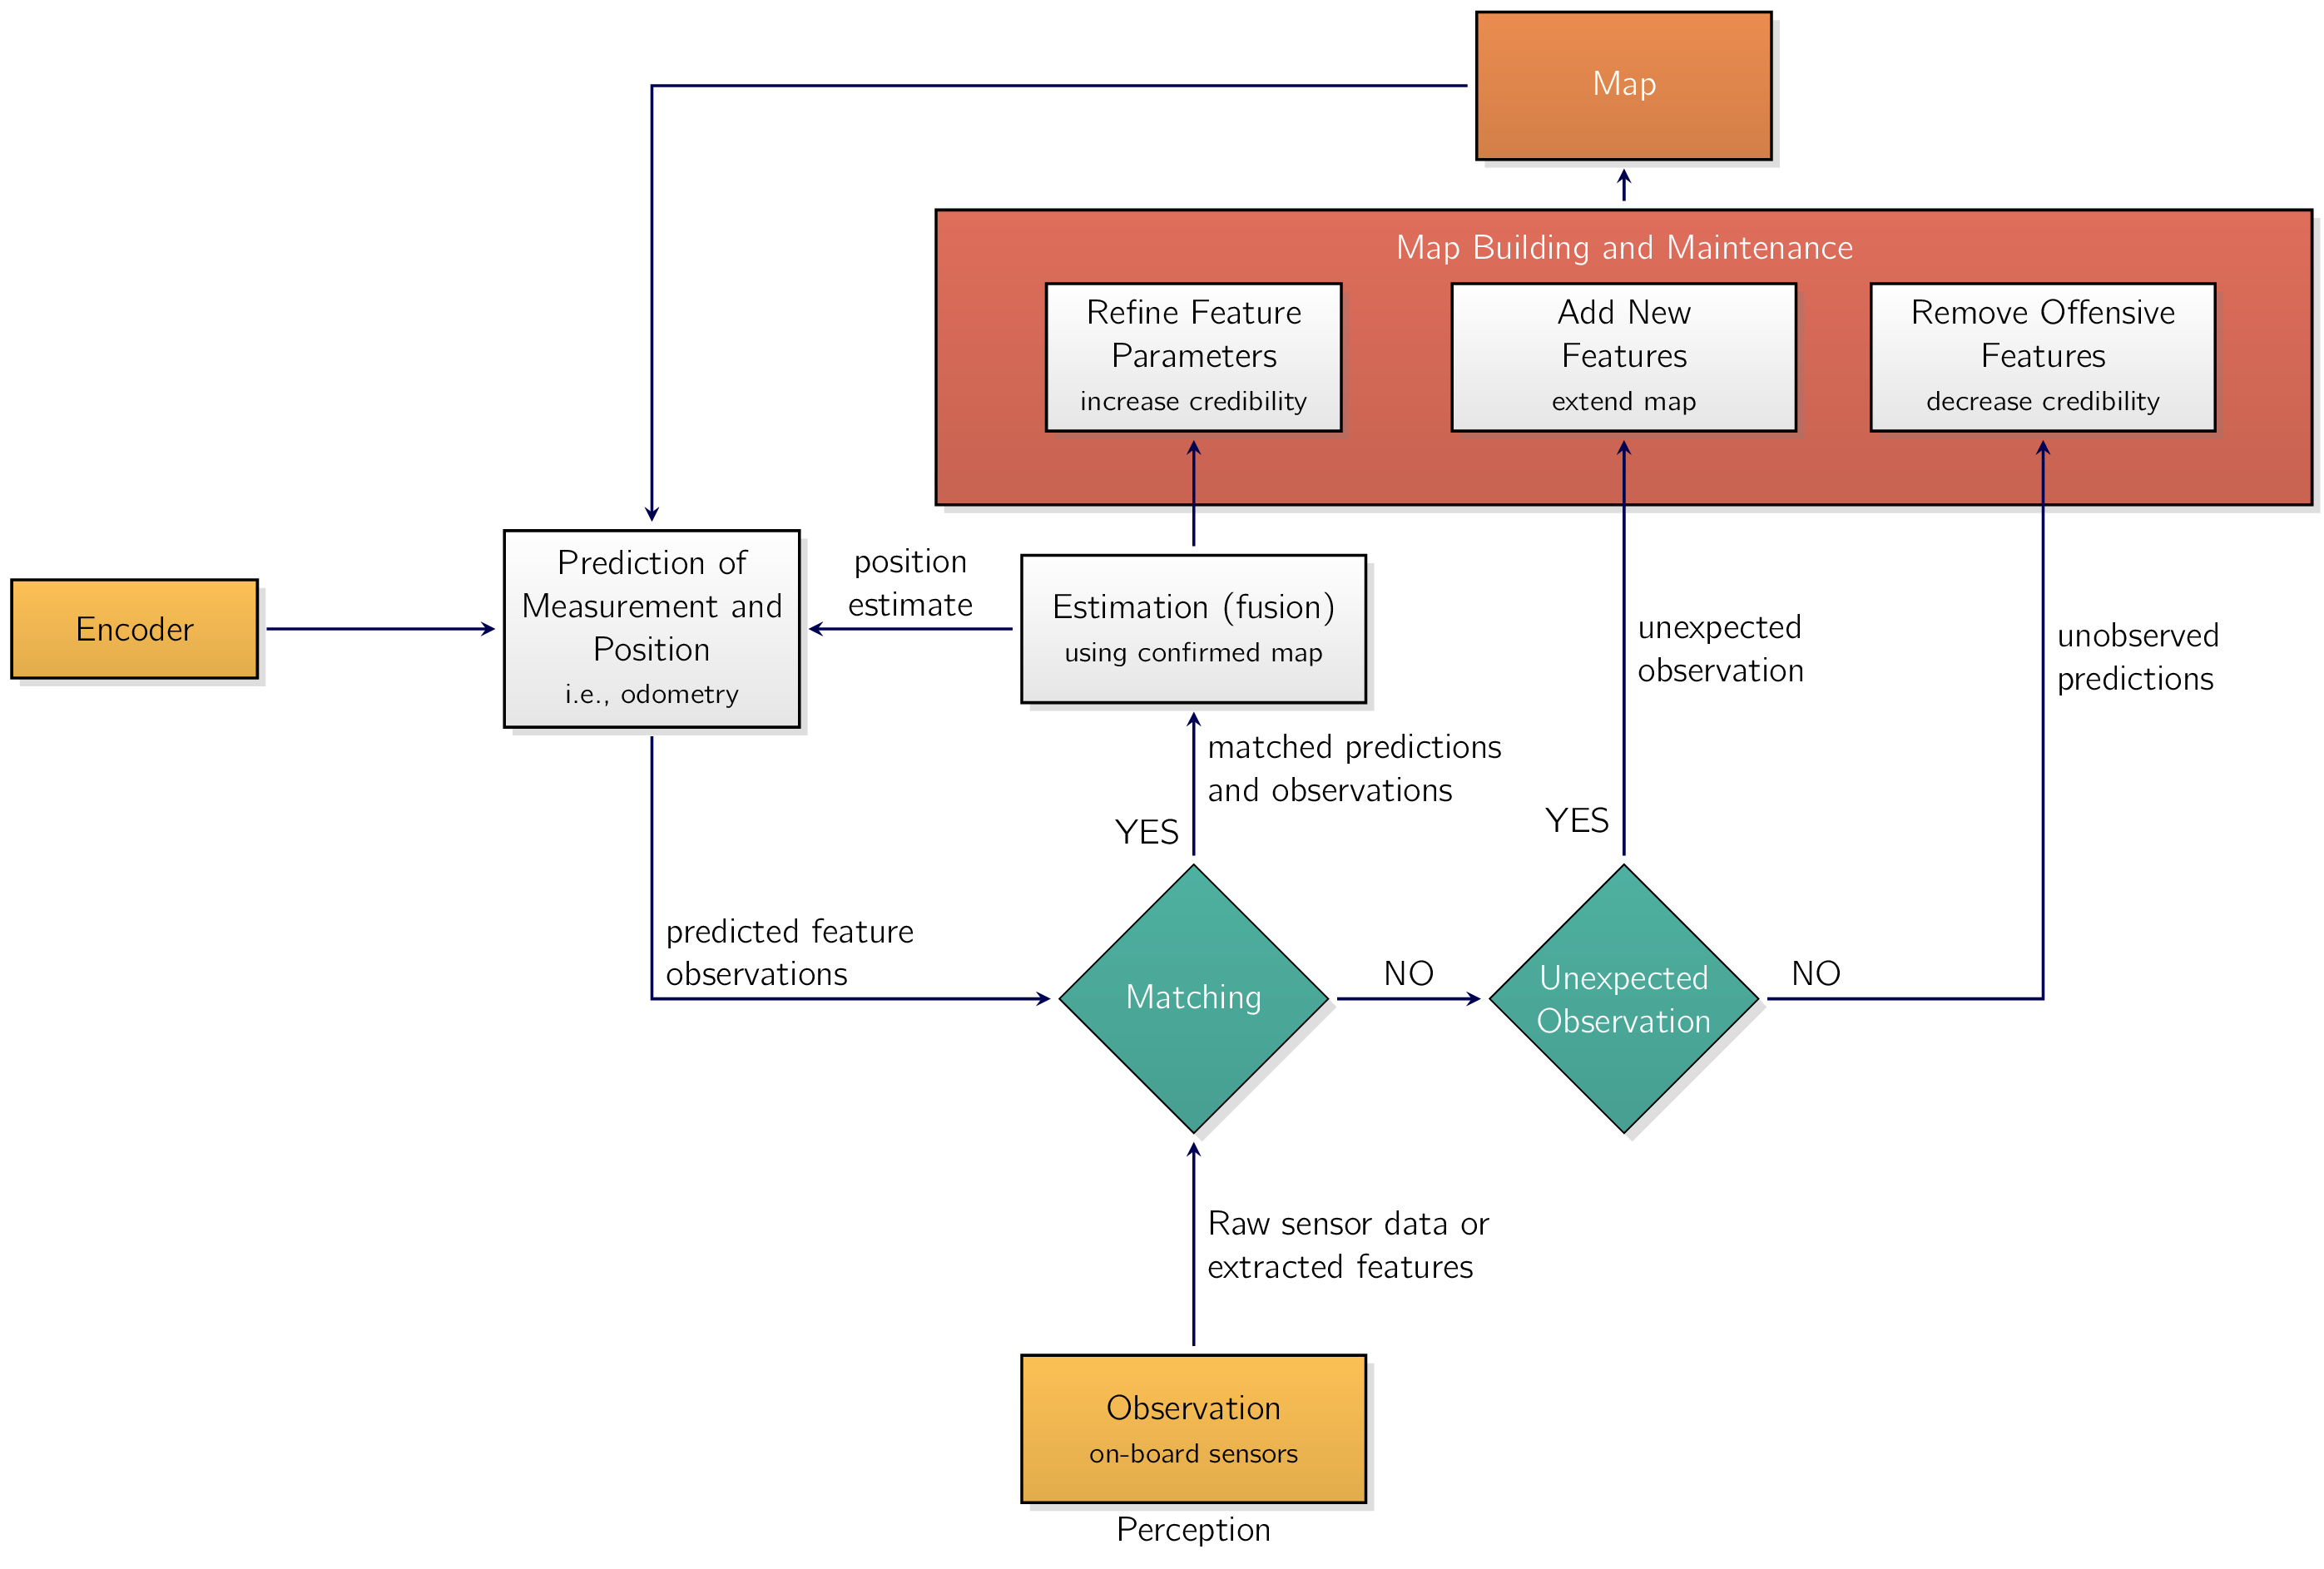 Map
Map Building and Maintenance
Refine Feature
Parameters
increase credibility
Add New
Features
extend map
Remove Offensive
Features
decrease credibility
Encoder
Prediction of
Measurement and
Position
i.e., odometry
position
estimate
Estimation (fusion)
using confirmed map
unexpected
observation
unobserved
predictions
matched predictions
and observations
YES
YES
predicted feature
observations
Matching
NO
Unexpected
Observation
NO
Raw sensor data or
extracted features
Observation
on-board sensors
Perception